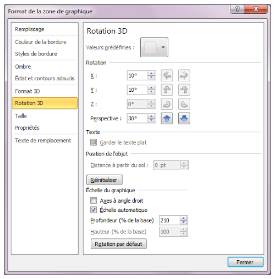 Format de la zone de graphique
Remplissage
Couleur de la bordure
Styles de bordure
Ombre
Éclat et contours adoucis
Format 3D
Rotation 3D
Taille
Propriétés
Texte de remplacement
Rotation 3D
Valeurs prédéfinies :
Rotation
X : 10°
Y : 10°
Z : 0°
Perspective : 30°
Texte
Garder le texte plat
Position de l'objet
Distance à partir du sol : 0 pt
Réinitialiser
Échelle du graphique
Axes à angle droit
Échelle automatique
Profondeur (% de la base) 210
Hauteur (% de la base) 100
Rotation par défaut
Fermer